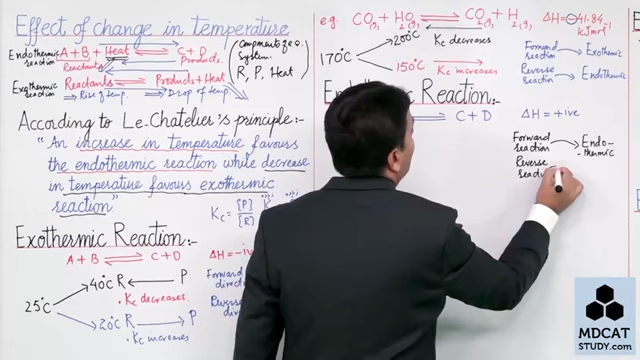 Effect of change in temperature
Endothermic reaction A + B + Heat ⇌ C + D
Reactants Products
Exothermic reaction Reactants ⇌ Products + Heat
→ Rise of temp. → Drop of temp.
System.
R, P, Heat
According to Le-Chatelier's principle:-
"An increase in temperature favours
the endothermic reaction while decrease
in temperature favours exothermic
reaction"
Kc = [P] / [R]
Exothermic Reaction:-
A + B ⇌ C + D ΔH = -ive
25°C
40°C R ← P
. Kc decreases.
20°C R → P
. Kc increases
Forward
Reverse
e.g. CO(g) + H2O(g) ⇌ CO2(g) + H2(g) ΔH = -41.84
kJmol-1
170°C
200°C Kc decreases
150°C Kc increases
Forward reaction → Exothermic
Reverse reaction → Endothermic
Reaction:-
⇌ C + D ΔH = +ive
Forward reaction → Endo-
-thermic
Reverse
MDCAT
STUDY.com